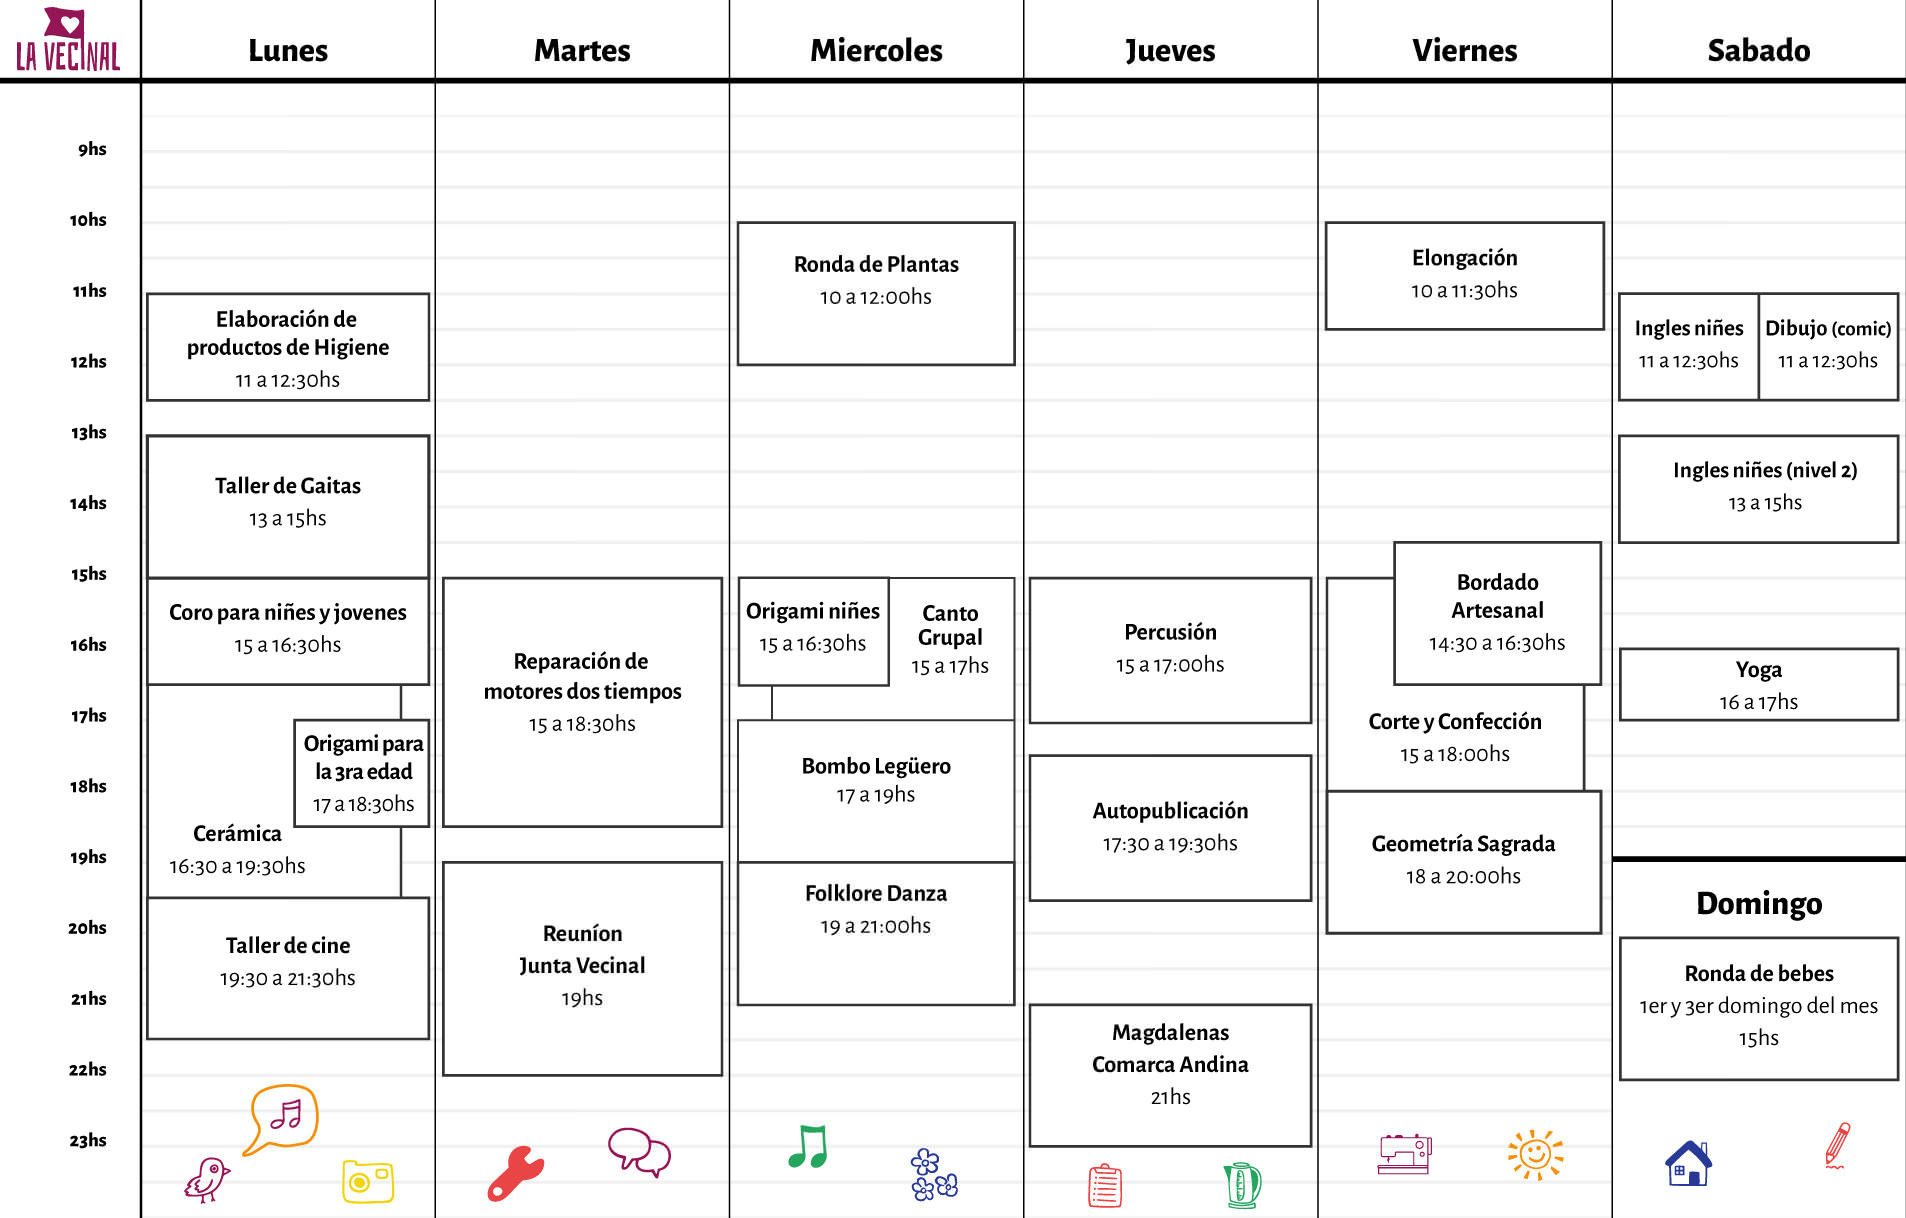 LA VECINAL
Lunes
Martes
Miercoles
Jueves
Viernes
Sabado
9hs
10hs
11hs
12hs
13hs
14hs
15hs
16hs
17hs
18hs
19hs
20hs
21hs
22hs
23hs
Elaboración de
productos de Higiene
11 a 12:30hs
Taller de Gaitas
13 a 15hs
Coro para niñes y jovenes
15 a 16:30hs
Origami para
la 3ra edad
17 a 18:30hs
Cerámica
16:30 a 19:30hs
Taller de cine
19:30 a 21:30hs
Reparación de
motores dos tiempos
15 a 18:30hs
Reuníon
Junta Vecinal
19hs
Ronda de Plantas
10 a 12:00hs
Origami niñes
15 a 16:30hs
Canto
Grupal
15 a 17hs
Bombo Legüero
17 a 19hs
Folklore Danza
19 a 21:00hs
Percusión
15 a 17:00hs
Autopublicación
17:30 a 19:30hs
Magdalenas
Comarca Andina
21hs
Elongación
10 a 11:30hs
Bordado
Artesanal
14:30 a 16:30hs
Corte y Confección
15 a 18:00hs
Geometría Sagrada
18 a 20:00hs
Ingles niñes
11 a 12:30hs
Dibujo (comic)
11 a 12:30hs
Ingles niñes (nivel 2)
13 a 15hs
Yoga
16 a 17hs
Domingo
Ronda de bebes
1er y 3er domingo del mes
15hs